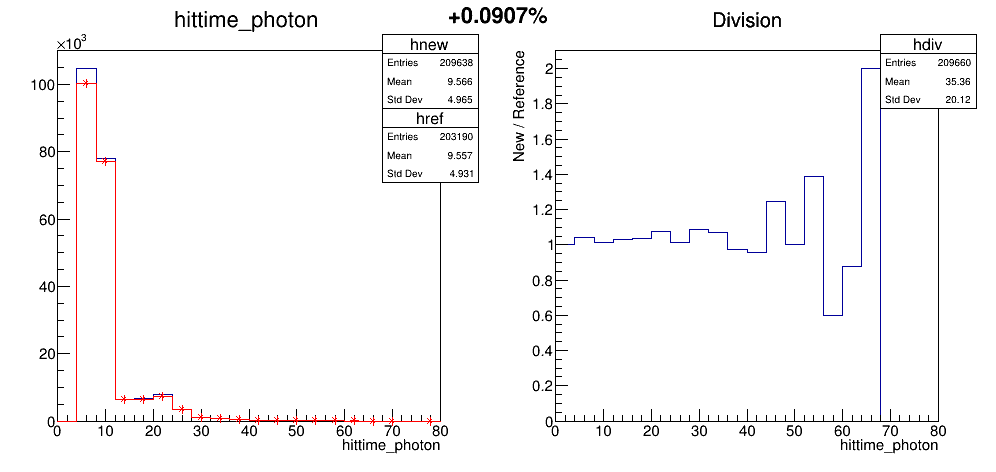 +0.0907%
hittime_photon
×10³
hnew
Entries 209638
Mean 9.566
Std Dev 4.965
href
Entries 203190
Mean 9.557
Std Dev 4.931
100
80
60
40
20
0
0 10 20 30 40 50 60 70 80
hittime_photon
Division
hdiv
Entries 209660
Mean 35.36
Std Dev 20.12
New / Reference
2
1.8
1.6
1.4
1.2
1
0.8
0.6
0.4
0.2
0
0 10 20 30 40 50 60 70 80
hittime_photon